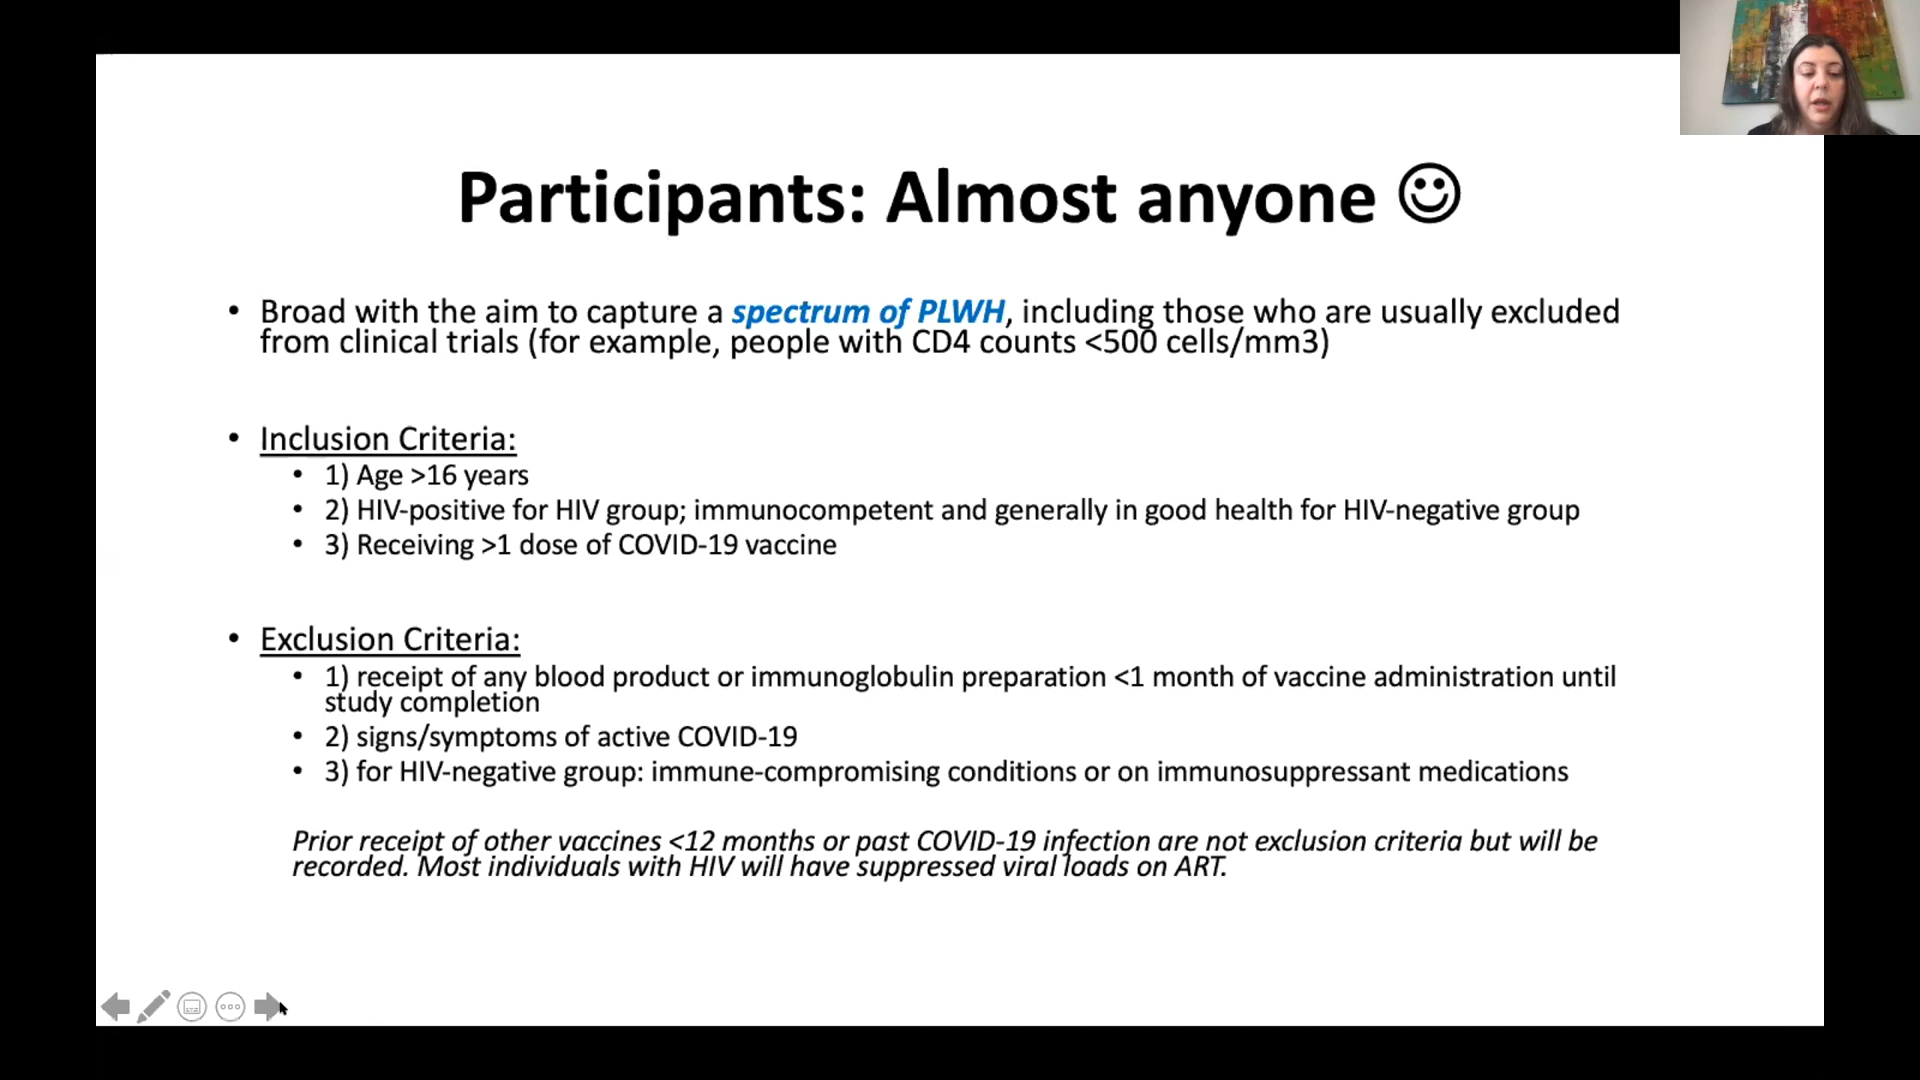 Participants: Almost anyone ☺
• Broad with the aim to capture a spectrum of PLWH, including those who are usually excluded
from clinical trials (for example, people with CD4 counts <500 cells/mm3)
• Inclusion Criteria:
• 1) Age >16 years
• 2) HIV-positive for HIV group; immunocompetent and generally in good health for HIV-negative group
• 3) Receiving >1 dose of COVID-19 vaccine
• Exclusion Criteria:
• 1) receipt of any blood product or immunoglobulin preparation <1 month of vaccine administration until
study completion
• 2) signs/symptoms of active COVID-19
• 3) for HIV-negative group: immune-compromising conditions or on immunosuppressant medications
Prior receipt of other vaccines <12 months or past COVID-19 infection are not exclusion criteria but will be
recorded. Most individuals with HIV will have suppressed viral loads on ART.